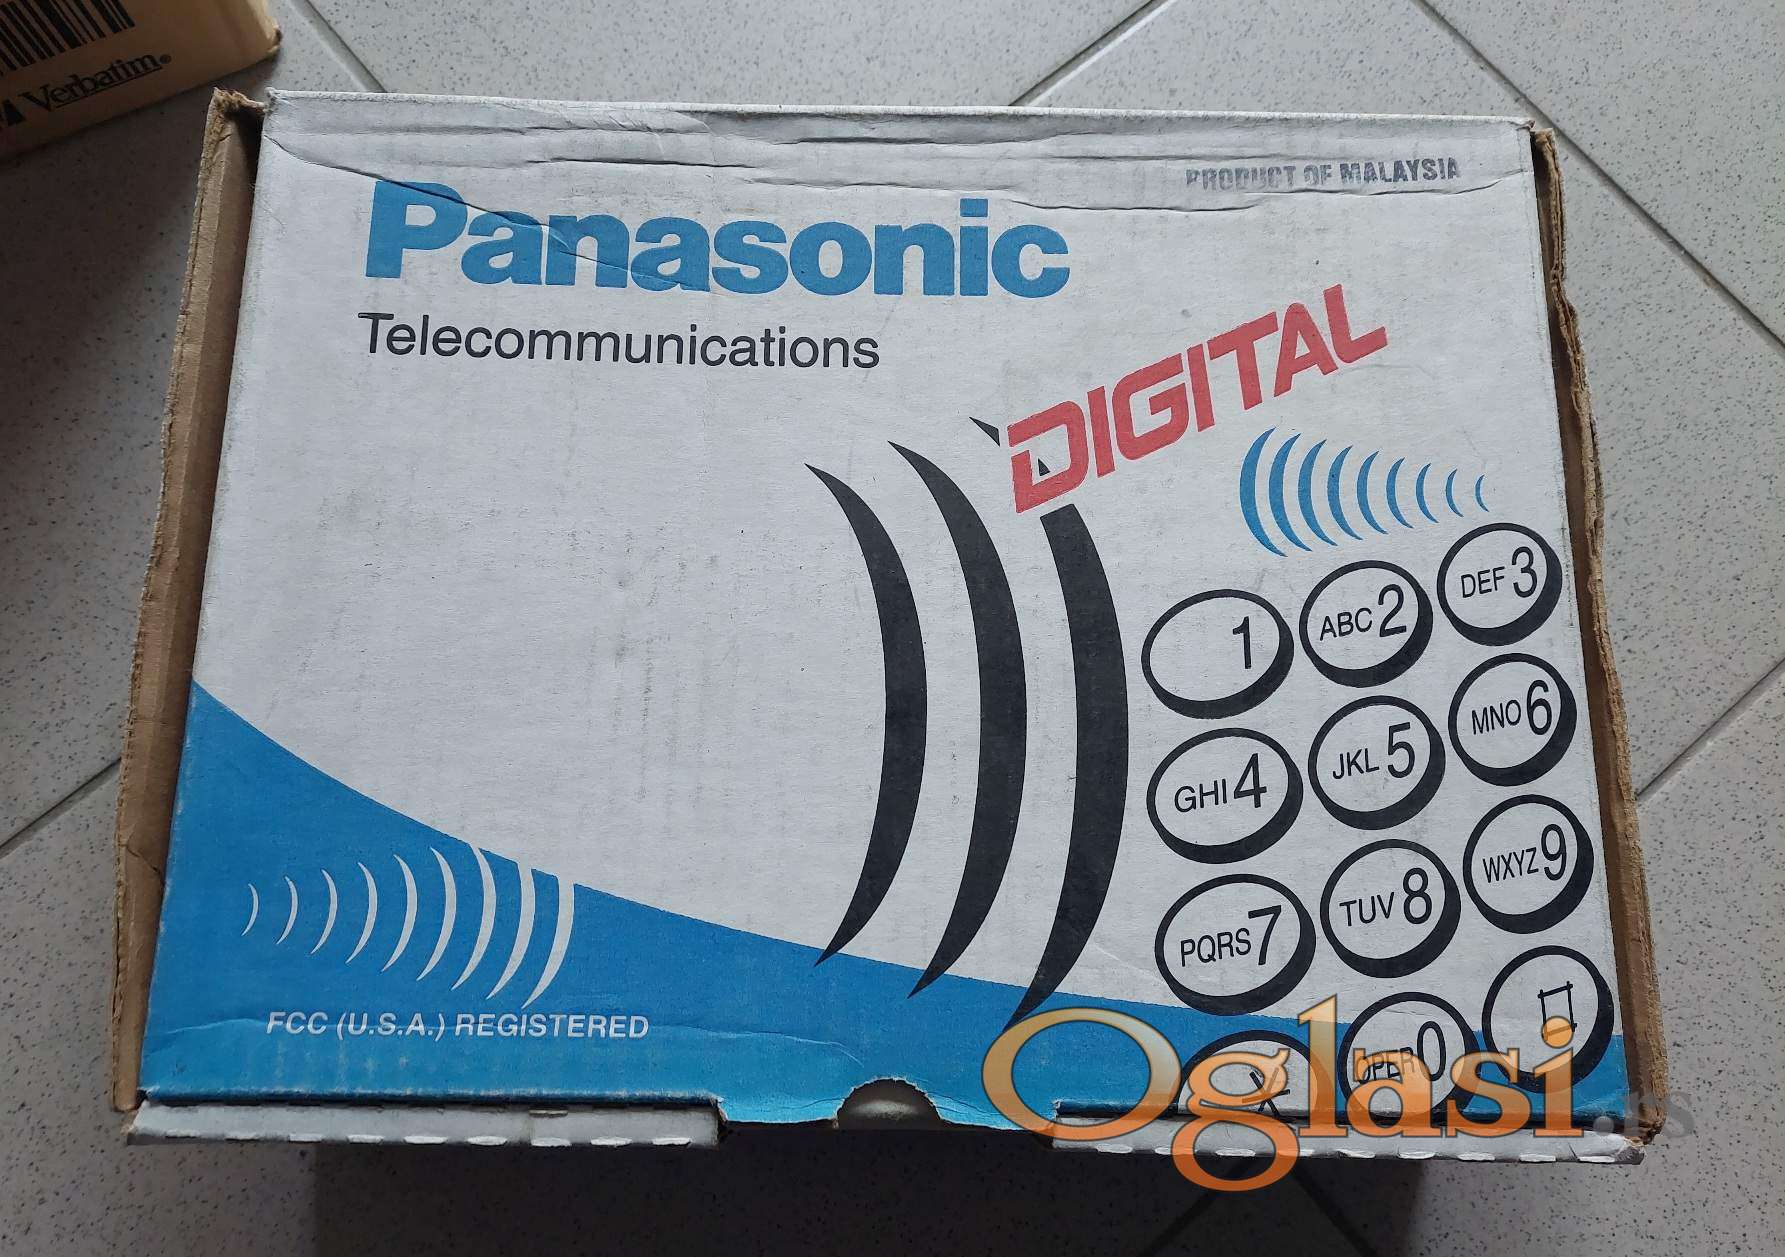 Verbatim®
PRODUCT OF MALAYSIA
Panasonic
Telecommunications
DIGITAL
1
ABC 2
DEF 3
GHI 4
JKL 5
MNO 6
PQRS 7
TUV 8
WXYZ 9
OPER 0
#
FCC (U.S.A.) REGISTERED
Oglasi.rs